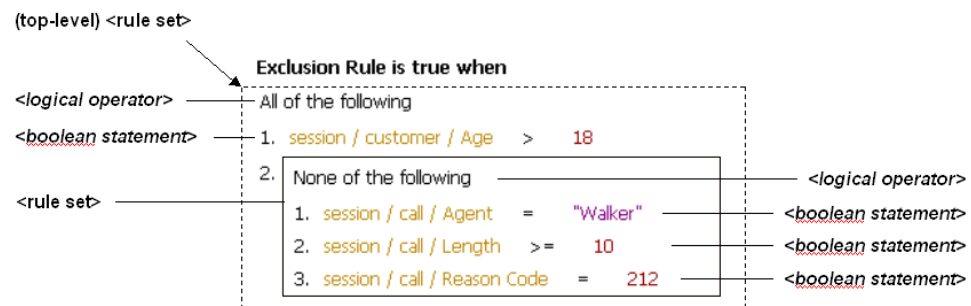 (top-level) <rule set>
Exclusion Rule is true when
<logical operator> All of the following
<boolean statement> 1. session / customer / Age > 18
2. None of the following <logical operator>
<rule set>
1. session / call / Agent = "Walker" <boolean statement>
2. session / call / Length >= 10 <boolean statement>
3. session / call / Reason Code = 212 <boolean statement>